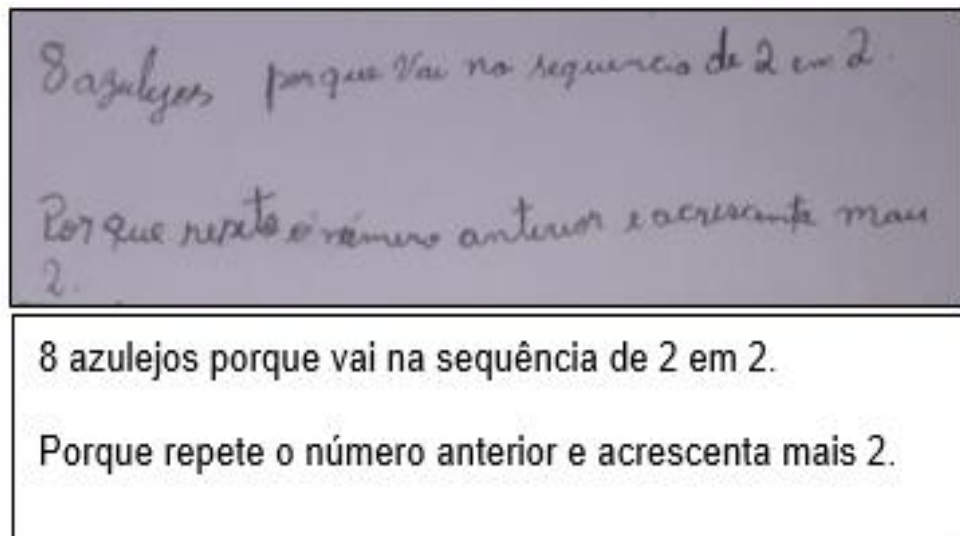 8 azulejos porque vai na sequencia de 2 em 2.
Por que repete o número anterior e acrescenta mais
2.
8 azulejos porque vai na sequência de 2 em 2.
Porque repete o número anterior e acrescenta mais 2.